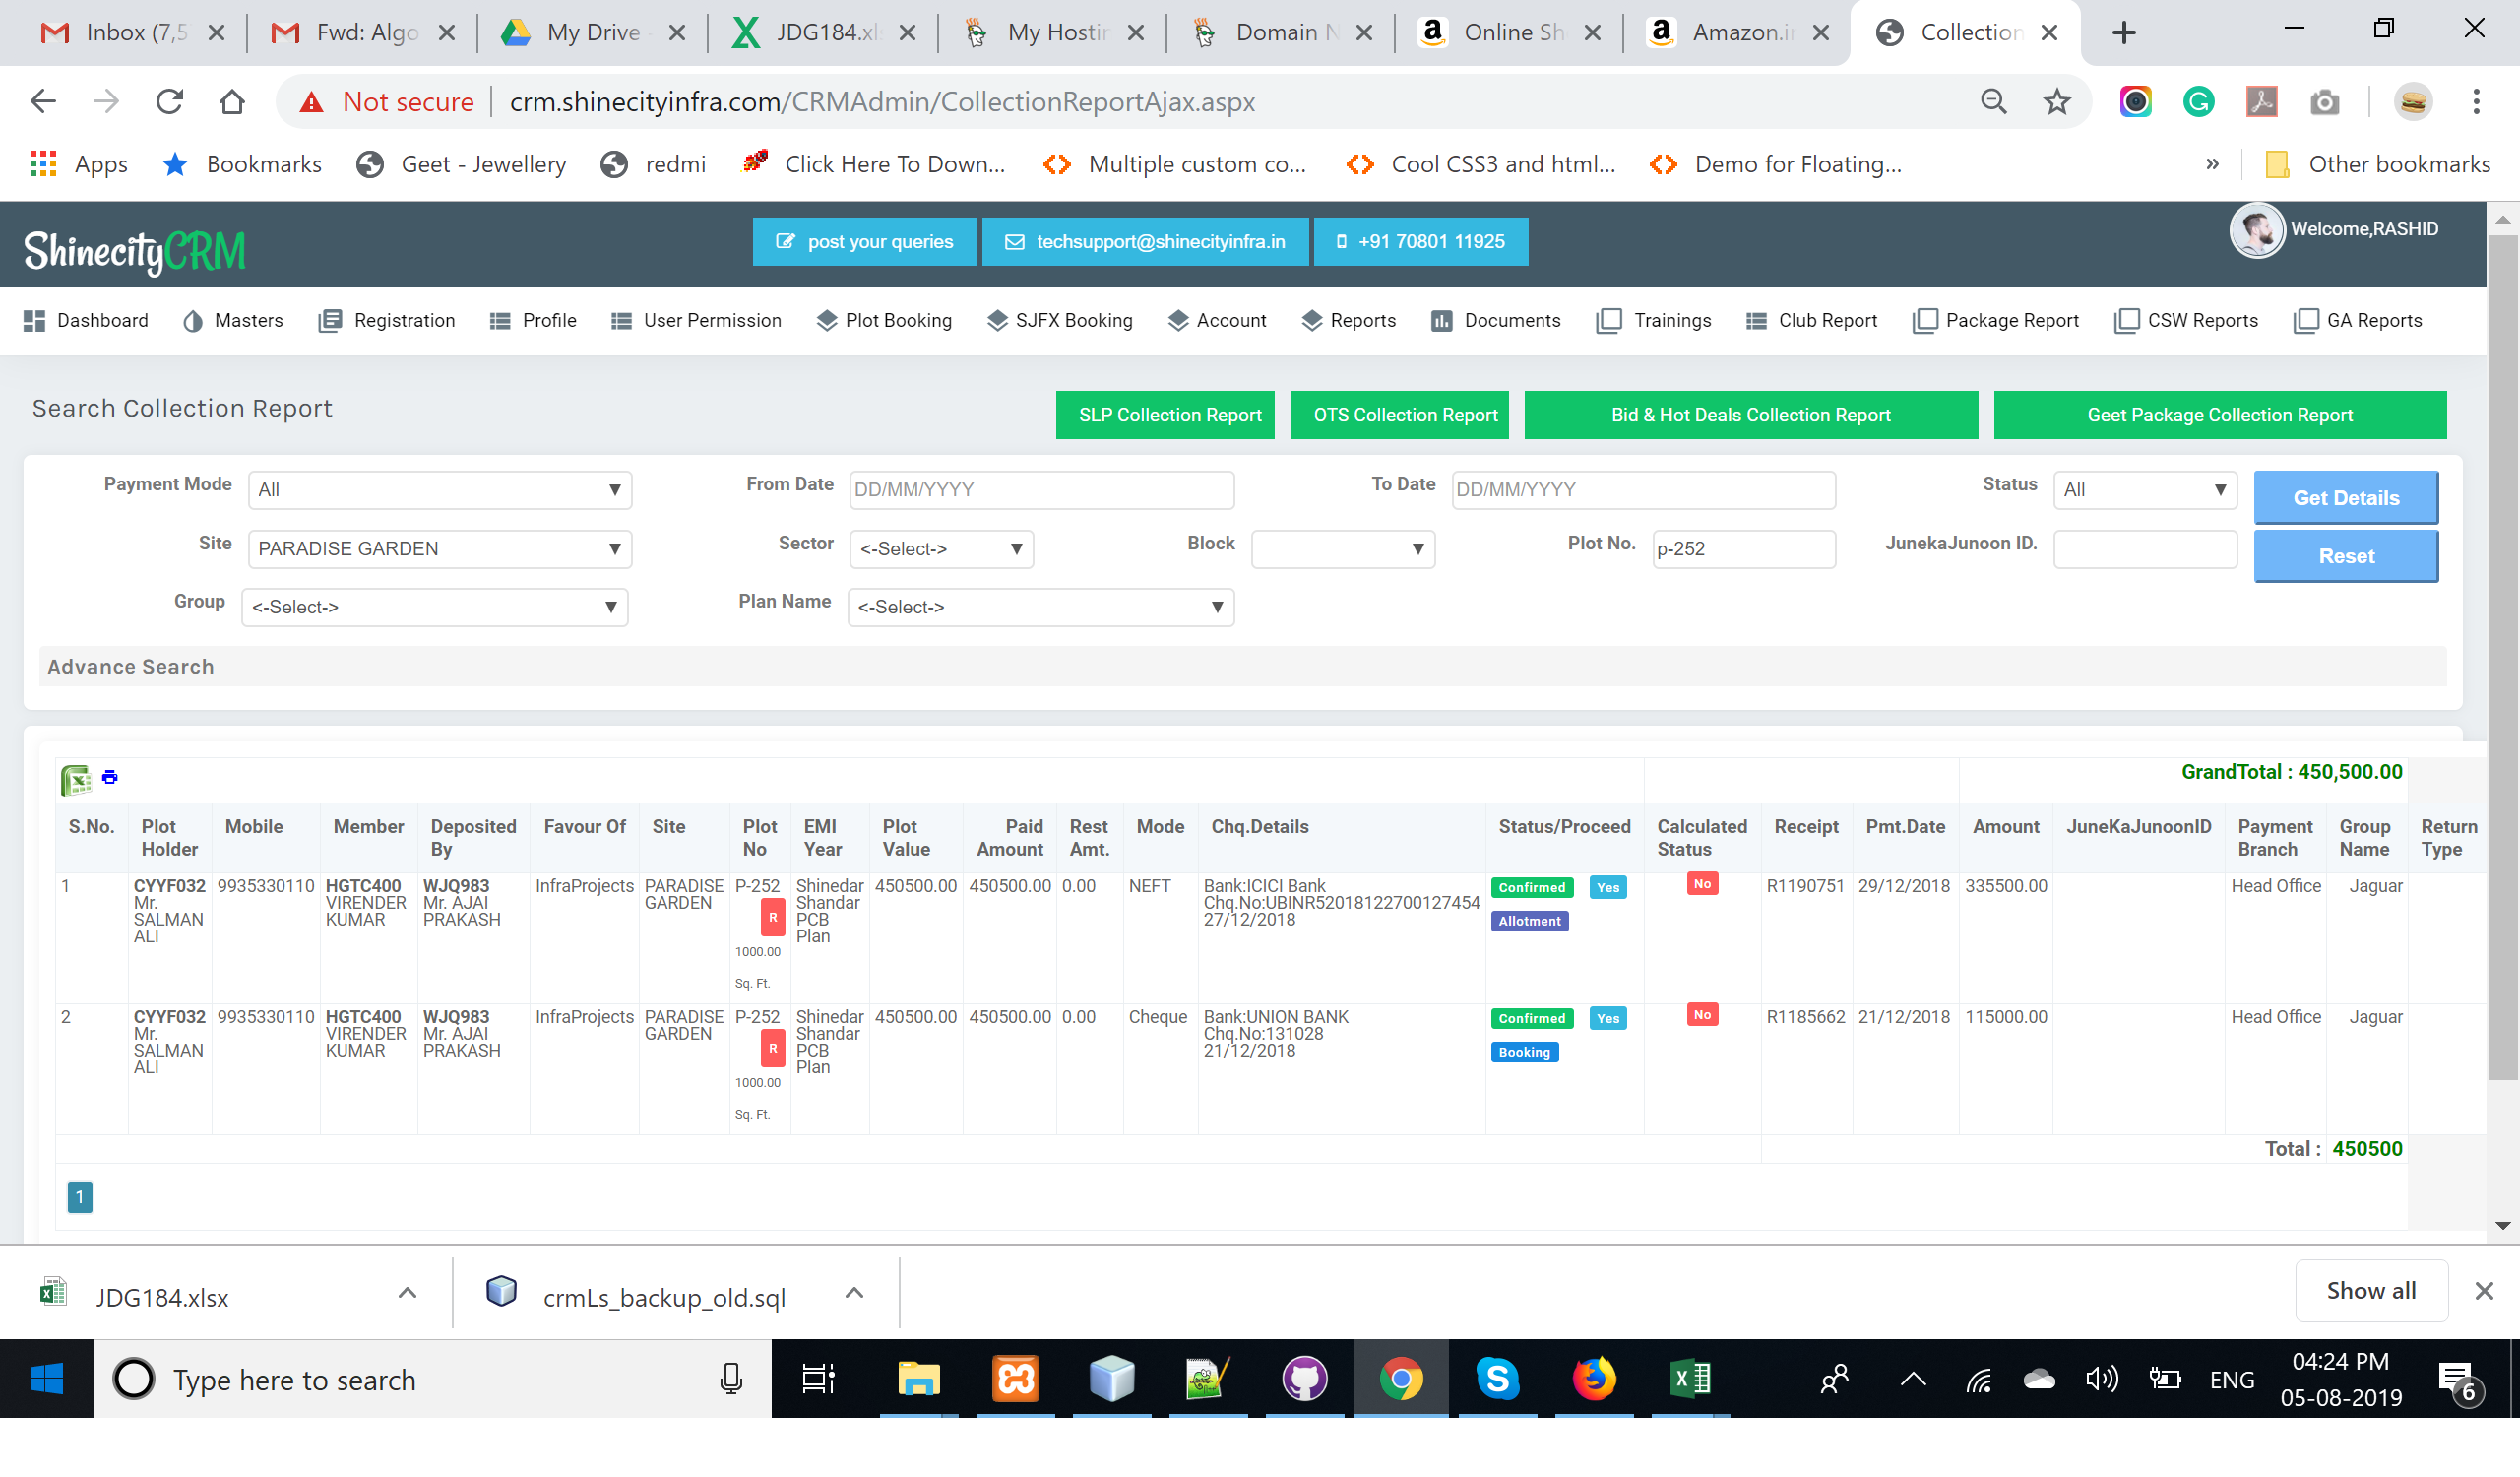 Inbox (7,5
Fwd: Algo
My Drive -
JDG184.xl
My Hostin
Domain N
Online Sh
Amazon.i
Collection
Not secure
crm.shinecityinfra.com/CRMAdmin/CollectionReportAjax.aspx
Apps
Bookmarks
Geet - Jewellery
redmi
Click Here To Down...
Multiple custom co...
Cool CSS3 and html...
Demo for Floating...
»
Other bookmarks
ShinecityCRM
post your queries
techsupport@shinecityinfra.in
+91 70801 11925
Welcome,RASHID
Dashboard
Masters
Registration
Profile
User Permission
Plot Booking
SJFX Booking
Account
Reports
Documents
Trainings
Club Report
Package Report
CSW Reports
GA Reports
Search Collection Report
SLP Collection Report
OTS Collection Report
Bid & Hot Deals Collection Report
Geet Package Collection Report
Payment Mode All
From Date DD/MM/YYYY
To Date DD/MM/YYYY
Status All
Get Details
Site PARADISE GARDEN
Sector <-Select->
Block
Plot No. p-252
JunekaJunoon ID.
Reset
Group <-Select->
Plan Name <-Select->
Advance Search
GrandTotal : 450,500.00
S.No.
Plot
Holder
Mobile
Member
Deposited
By
Favour Of
Site
Plot
No
EMI
Year
Plot
Value
Paid
Amount
Rest
Amt.
Mode
Chq.Details
Status/Proceed
Calculated
Status
Receipt
Pmt.Date
Amount
JuneKaJunoonID
Payment
Branch
Group
Name
Return
Type
1
CYYF032
Mr.
SALMAN
ALI
9935330110
HGTC400
VIRENDER
KUMAR
WJQ983
Mr. AJAI
PRAKASH
InfraProjects
PARADISE
GARDEN
P-252
R
1000.00
Sq. Ft.
Shinedar
Shandar
PCB
Plan
450500.00
450500.00
0.00
NEFT
Bank:ICICI Bank
Chq.No:UBINR52018122700127454
27/12/2018
Confirmed
Yes
Allotment
No
R1190751
29/12/2018
335500.00
Head Office
Jaguar
2
CYYF032
Mr.
SALMAN
ALI
9935330110
HGTC400
VIRENDER
KUMAR
WJQ983
Mr. AJAI
PRAKASH
InfraProjects
PARADISE
GARDEN
P-252
R
1000.00
Sq. Ft.
Shinedar
Shandar
PCB
Plan
450500.00
450500.00
0.00
Cheque
Bank:UNION BANK
Chq.No:131028
21/12/2018
Confirmed
Yes
Booking
No
R1185662
21/12/2018
115000.00
Head Office
Jaguar
Total : 450500
1
JDG184.xlsx
crmLs_backup_old.sql
Show all
Type here to search
ENG
04:24 PM
05-08-2019
6